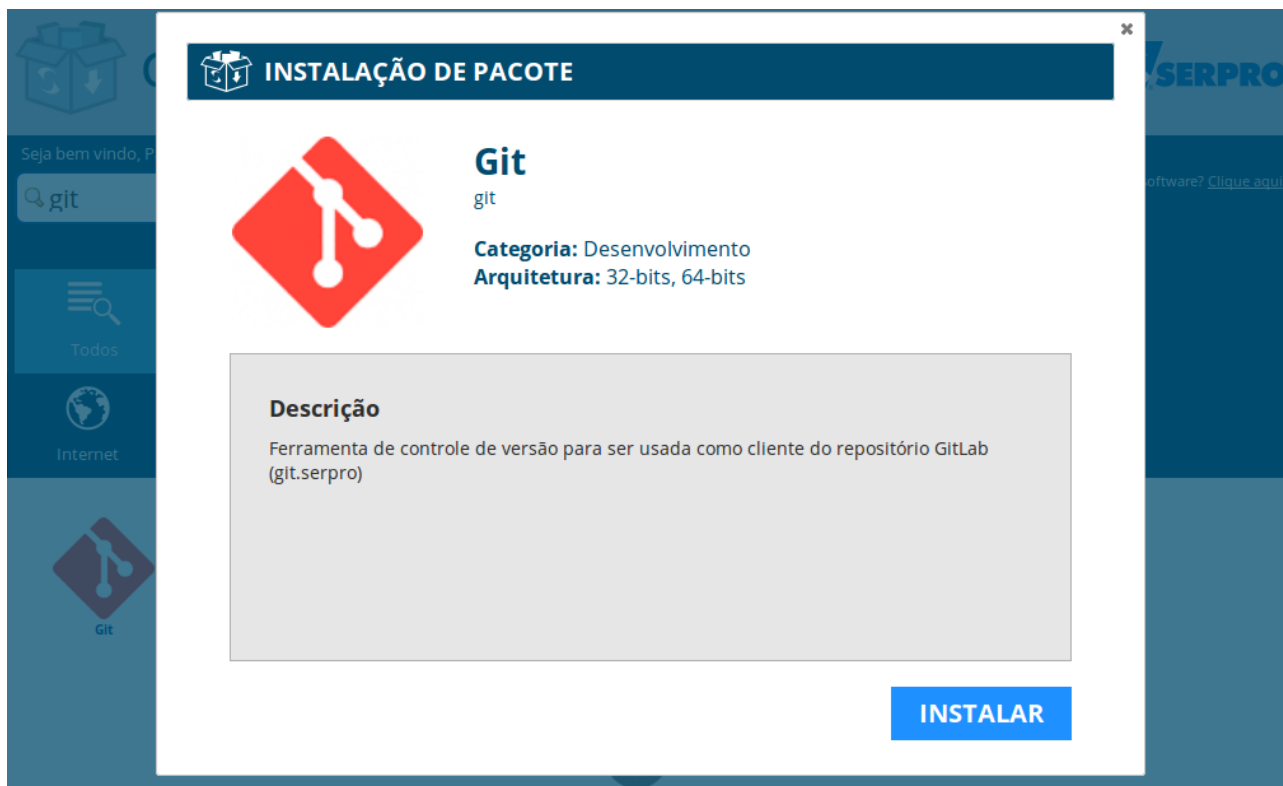 INSTALAÇÃO DE PACOTE
SERPRO
Seja bem vindo, P
oftware? Clique aqui
git
Git
git
Categoria: Desenvolvimento
Arquitetura: 32-bits, 64-bits
Todos
Internet
Descrição
Ferramenta de controle de versão para ser usada como cliente do repositório GitLab
(git.serpro)
Git
INSTALAR